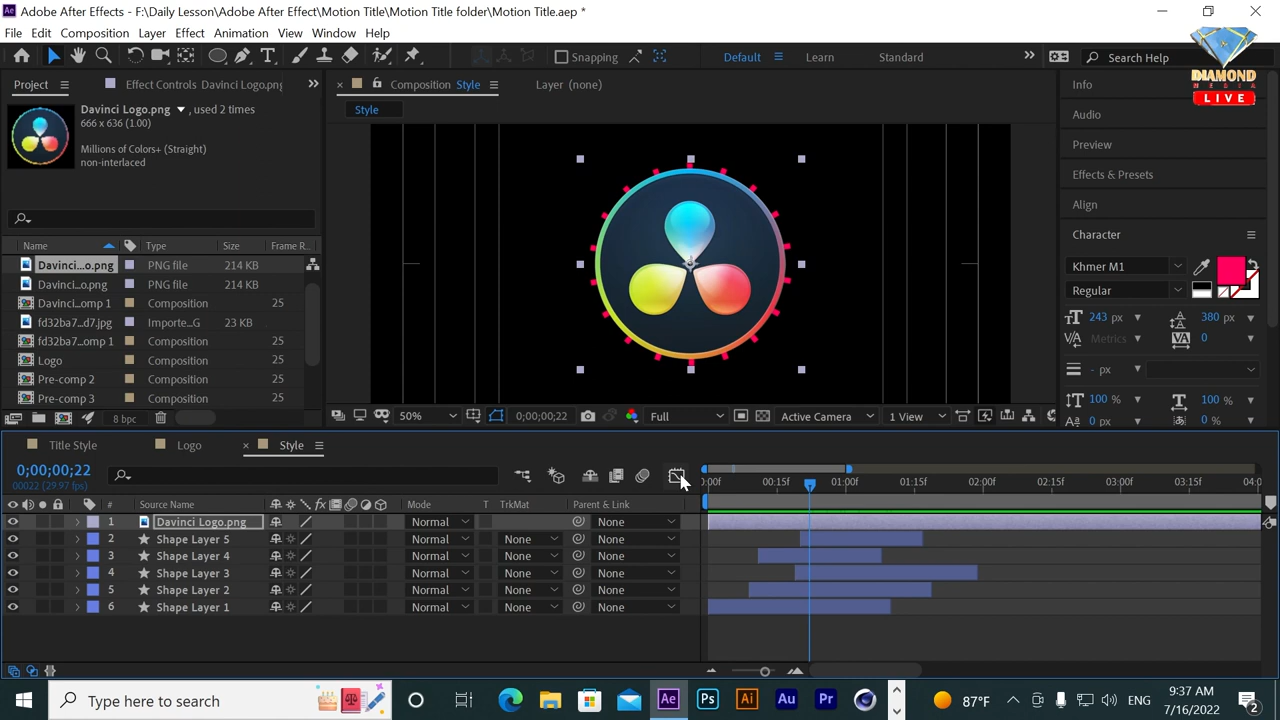 Adobe After Effects - F:\Daily Lesson\Adobe After Effect\Motion Title\Motion Title folder\Motion Title.aep *
File Edit Composition Layer Effect Animation View Window Help
Snapping Default Learn Standard Search Help
DIAMOND
MEDIA
LIVE
Project Effect Controls Davinci Logo.png
Davinci Logo.png , used 2 times
666 x 636 (1.00)
Millions of Colors+ (Straight)
non-interlaced
Composition Style Layer (none)
Style
Info
Audio
Preview
Effects & Presets
Align
Character
Khmer M1
Regular
243 px 380 px
Metrics 0
- px
100 % 100 %
0 px 0 %
Name Type Size Frame R...
Davinci...o.png PNG file 214 KB
Davinci...o.png PNG file 214 KB
Davinci...omp 1 Composition 25
fd32ba7...d7.jpg Importe...G 23 KB
fd32ba7...omp 1 Composition 25
Logo Composition 25
Pre-comp 2 Composition 25
Pre-comp 3 Composition 25
8 bpc
50% 0;00;00;22 Full Active Camera 1 View
Title Style Logo Style
0;00;00;22
00022 (29.97 fps)
0:00f 00:15f 01:00f 01:15f 02:00f 02:15f 03:00f 03:15f 04:0
# Source Name Mode T TrkMat Parent & Link
1 Davinci Logo.png Normal None
2 Shape Layer 5 Normal None None
3 Shape Layer 4 Normal None None
4 Shape Layer 3 Normal None None
5 Shape Layer 2 Normal None None
6 Shape Layer 1 Normal None None
Type here to search
Ae Ps Ai Au Pr
87°F ENG
9:37 AM
7/16/2022
2